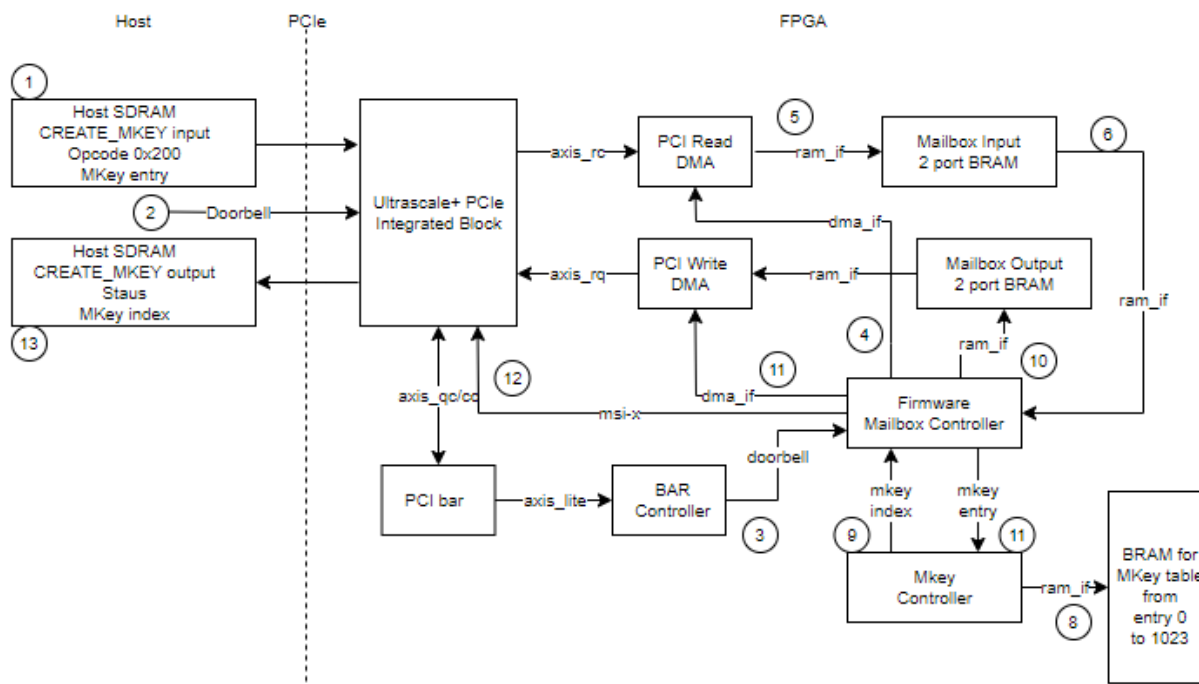 Host
PCIe
FPGA
1
Host SDRAM
CREATE_MKEY input
Opcode 0x200
MKey entry
2
Doorbell
Host SDRAM
CREATE_MKEY output
Staus
MKey index
13
Ultrascale+ PCIe
Integrated Block
axis_rc
PCI Read
DMA
5
ram_if
Mailbox Input
2 port BRAM
6
dma_if
axis_rq
PCI Write
DMA
ram_if
Mailbox Output
2 port BRAM
ram_if
4
ram_if
10
12
11
axis_qc/cc
dma_if
msi-x
Firmware
Mailbox Controller
doorbell
PCI bar
axis_lite
BAR
Controller
3
mkey
index
mkey
entry
9
11
Mkey
Controller
ram_if
8
BRAM for
MKey table
from
entry 0
to 1023